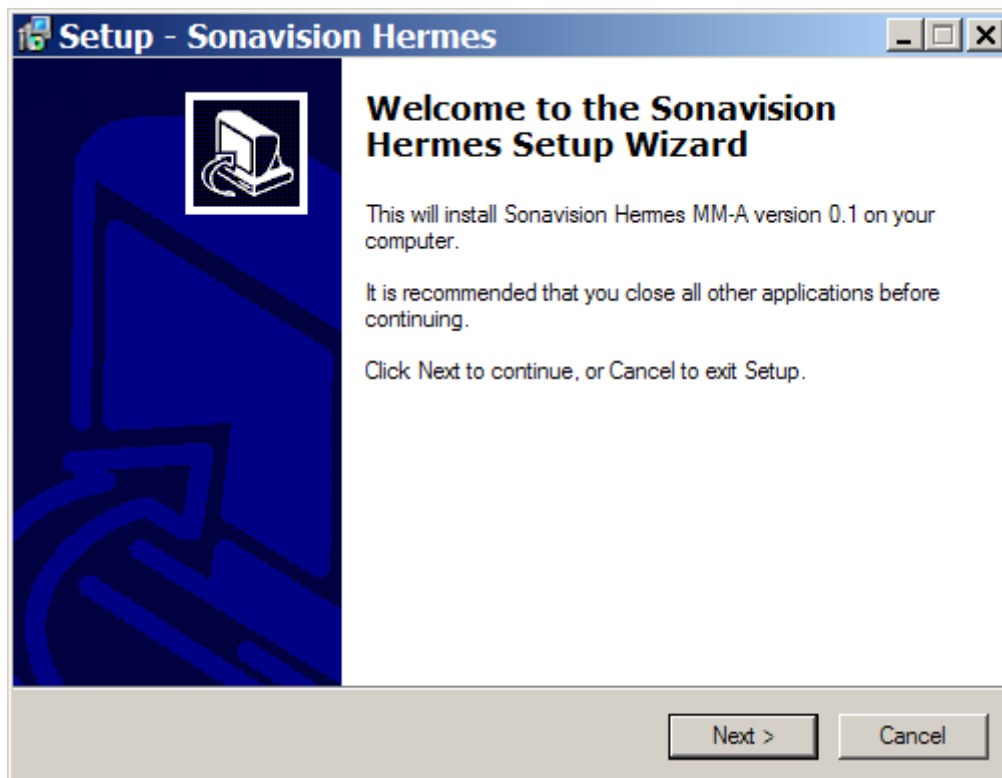 Setup - Sonavision Hermes
Welcome to the Sonavision
Hermes Setup Wizard
This will install Sonavision Hermes MM-A version 0.1 on your
computer.
It is recommended that you close all other applications before
continuing.
Click Next to continue, or Cancel to exit Setup.
Next >
Cancel